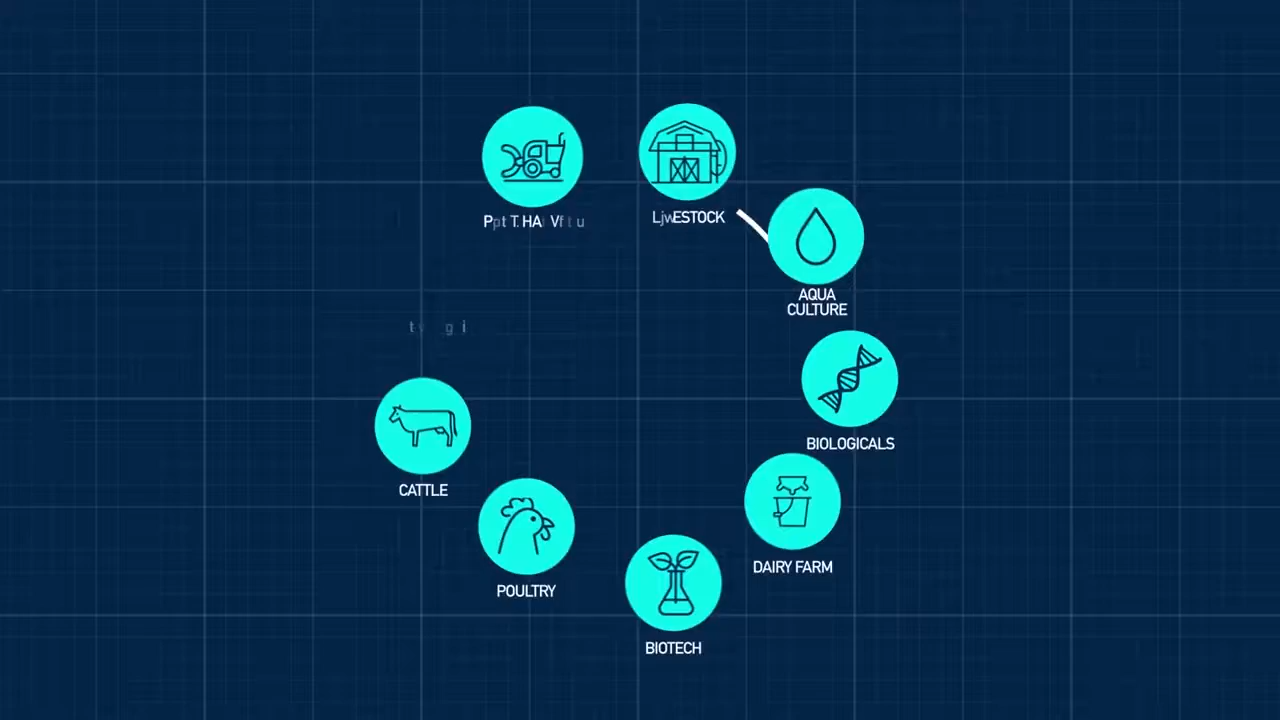 AQUA
CULTURE
BIOLOGICALS
CATTLE
DAIRY FARM
POULTRY
BIOTECH